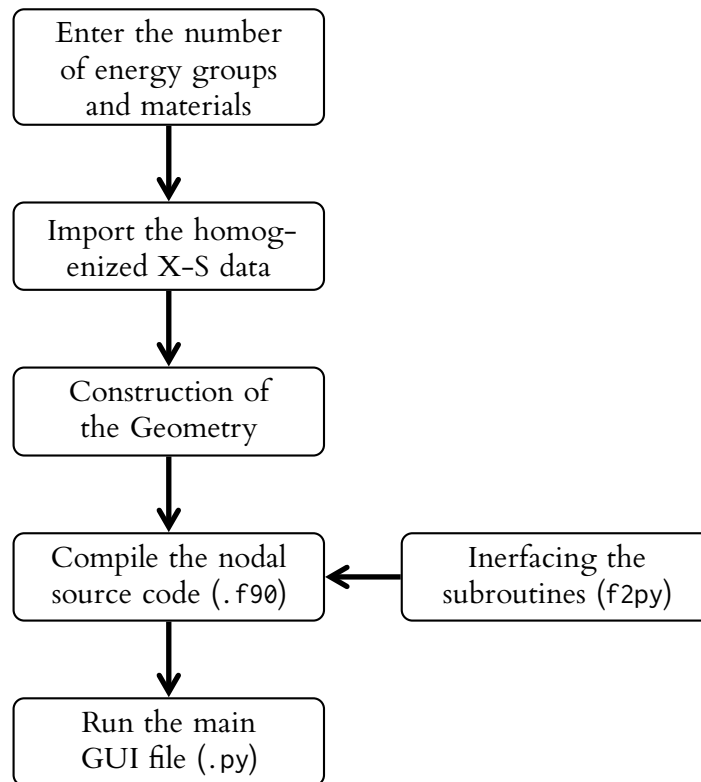 Enter the number
of energy groups
and materials
Import the homog-
enized X-S data
Construction of
the Geometry
Compile the nodal
source code (.f90)
Inerfacing the
subroutines (f2py)
Run the main
GUI file (.py)